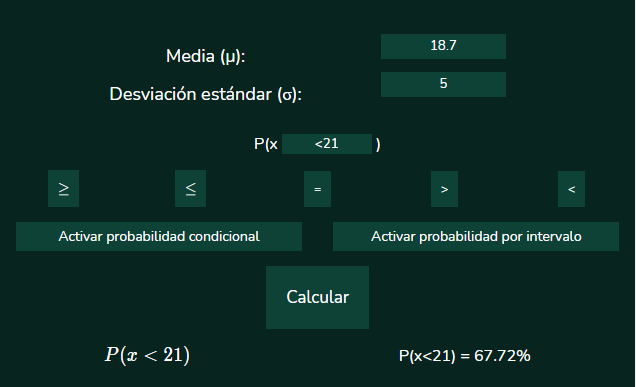 Media (μ): 18.7
Desviación estándar (σ): 5
P(x <21 )
≥ ≤ = > <
Activar probabilidad condicional Activar probabilidad por intervalo
Calcular
P(x < 21) P(x<21) = 67.72%